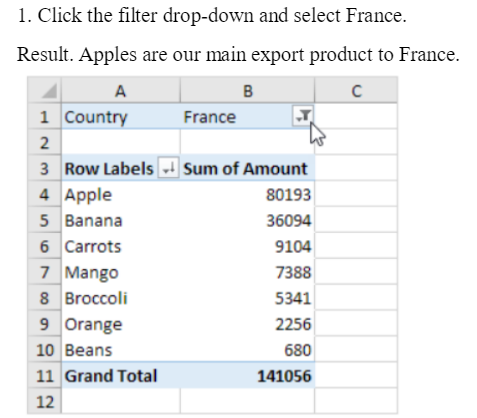 1. Click the filter drop-down and select France.
Result. Apples are our main export product to France.
A B C
1 Country France
2
3 Row Labels Sum of Amount
4 Apple 80193
5 Banana 36094
6 Carrots 9104
7 Mango 7388
8 Broccoli 5341
9 Orange 2256
10 Beans 680
11 Grand Total 141056
12